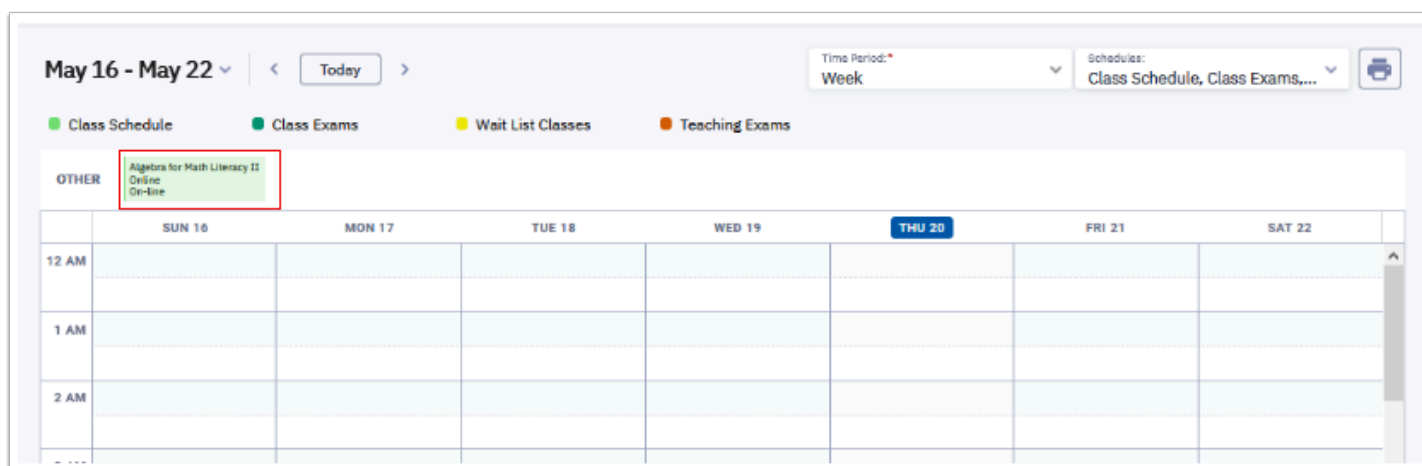 May 16 - May 22 Today
Time Period:*
Week
Schedules:
Class Schedule, Class Exams,...
Class Schedule Class Exams Wait List Classes Teaching Exams
OTHER
Algebra for Math Literacy II
Online
On-line
SUN 16 MON 17 TUE 18 WED 19 THU 20 FRI 21 SAT 22
12 AM
1 AM
2 AM